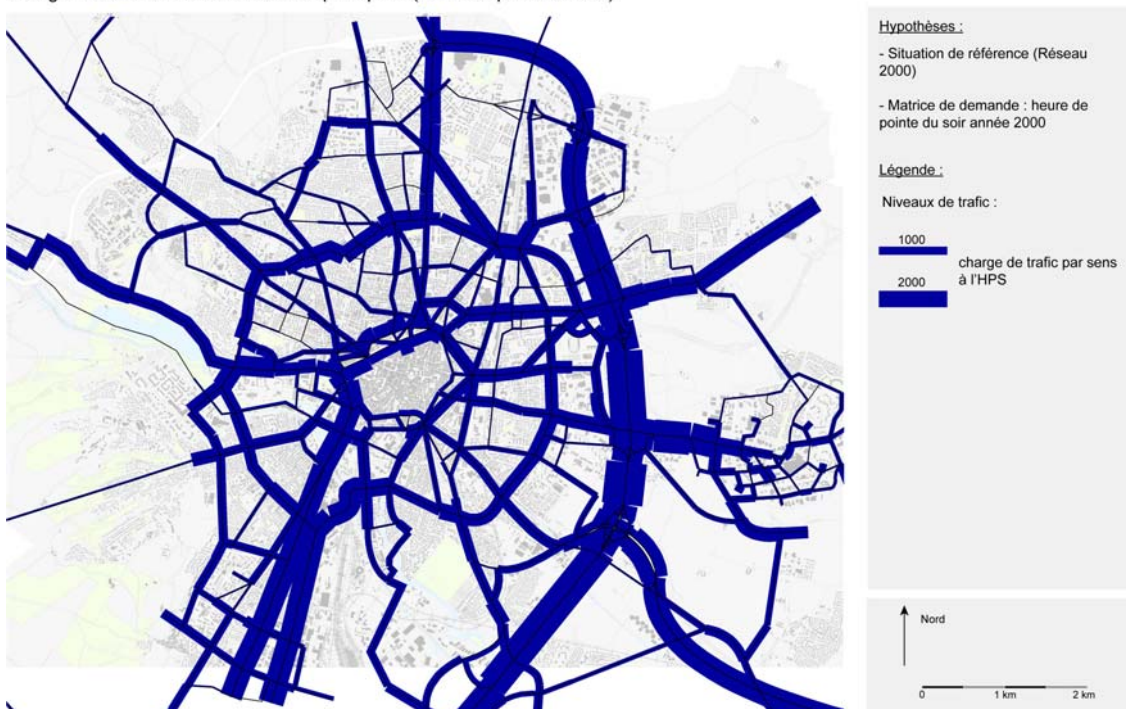 Hypothèses :
- Situation de référence (Réseau
2000)
- Matrice de demande : heure de
pointe du soir année 2000
Légende :
Niveaux de trafic :
1000
charge de trafic par sens
à l'HPS
2000
Nord
0 1 km 2 km